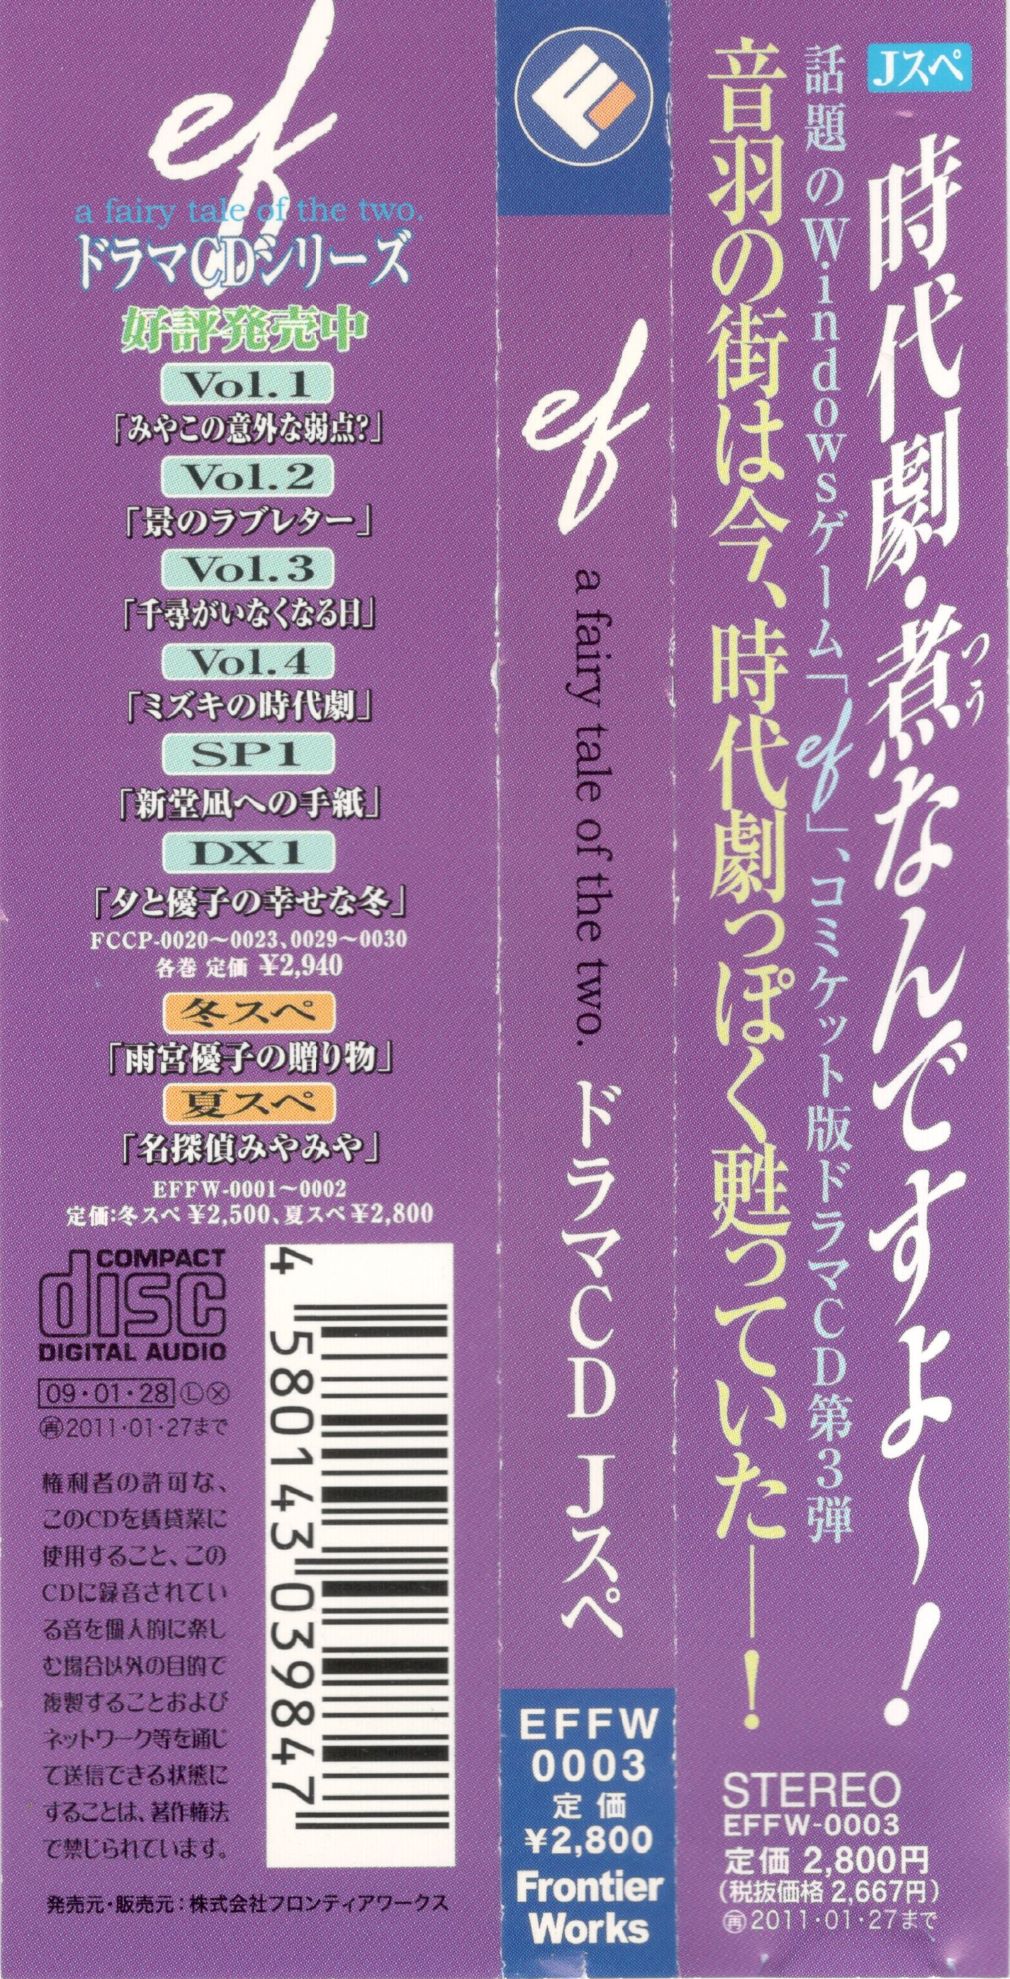 Jスペ
時代劇・煮なんですよ〜!
つう
話題のWindowsゲーム「ef」、コミケット版ドラマCD第3弾
音羽の街は今、時代劇っぽく甦っていた――!
STEREO
EFFW-0003
定価 2,800円
(税抜価格 2,667円)
再2011・01・27まで
ef
a fairy tale of the two.
ドラマCD Jスペ
EFFW
0003
定価
¥2,800
Frontier
Works
ef
a fairy tale of the two.
ドラマCDシリーズ
好評発売中
Vol.1
「みやこの意外な弱点?」
Vol.2
「景のラブレター」
Vol.3
「千尋がいなくなる日」
Vol.4
「ミズキの時代劇」
SP1
「新堂凪への手紙」
DX1
「夕と優子の幸せな冬」
FCCP-0020〜0023、0029〜0030
各巻 定価 ¥2,940
冬スペ
「雨宮優子の贈り物」
夏スペ
「名探偵みやみや」
EFFW-0001〜0002
定価:冬スペ ¥2,500、夏スペ ¥2,800
COMPACT
disc
DIGITAL AUDIO
09・01・28 Ⓛ Ⓧ
再2011・01・27まで
権利者の許可な、
このCDを賃貸業に
使用すること、この
CDに録音されてい
る音を個人的に楽し
む場合以外の目的で
複製することおよび
ネットワーク等を通じ
て送信できる状態に
することは、著作権法
で禁じられています。
4 580143 039847
発売元・販売元：株式会社フロンティアワークス